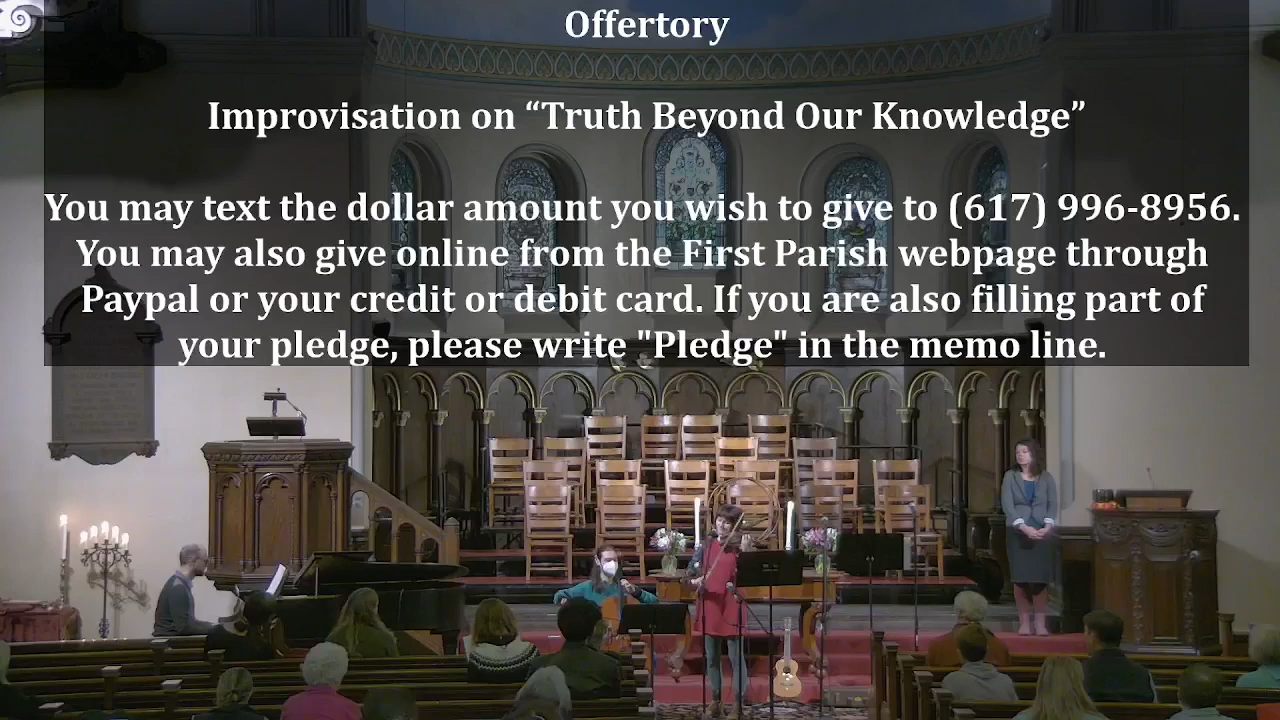 Offertory
Improvisation on “Truth Beyond Our Knowledge”
You may text the dollar amount you wish to give to (617) 996-8956.
You may also give online from the First Parish webpage through
Paypal or your credit or debit card. If you are also filling part of
your pledge, please write "Pledge" in the memo line.